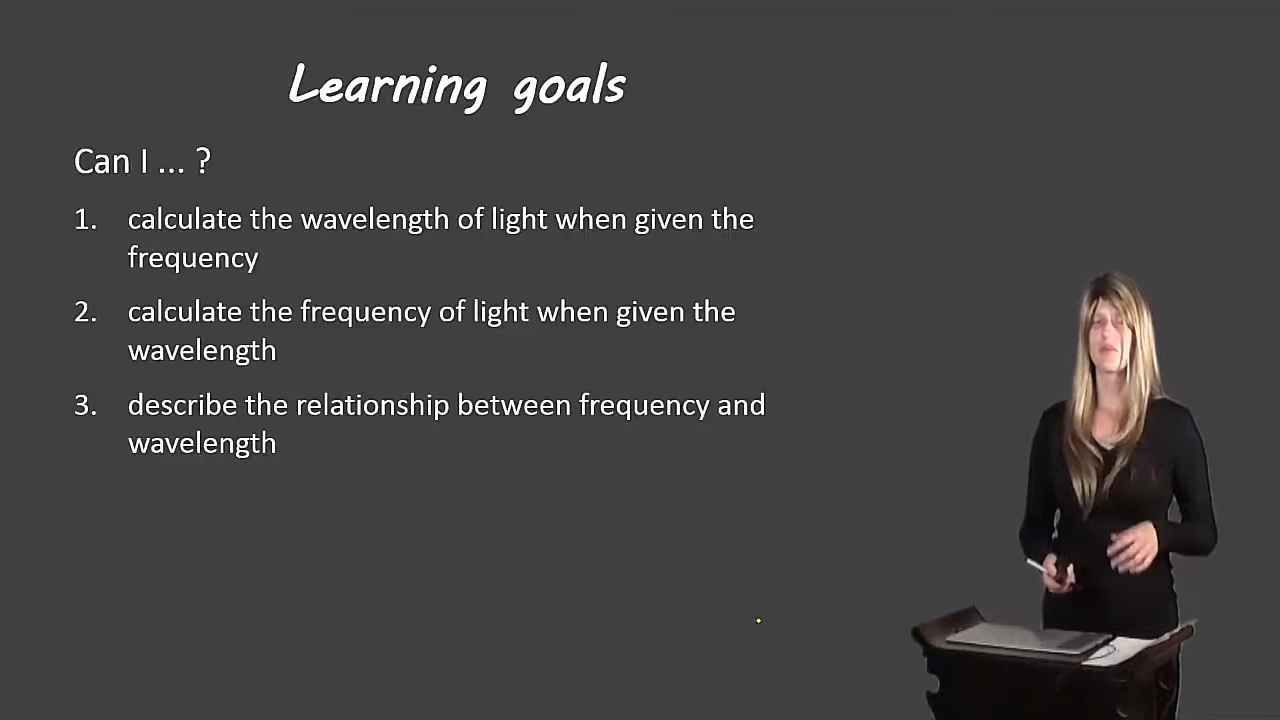 Learning goals
Can I ... ?
1. calculate the wavelength of light when given the
frequency
2. calculate the frequency of light when given the
wavelength
3. describe the relationship between frequency and
wavelength